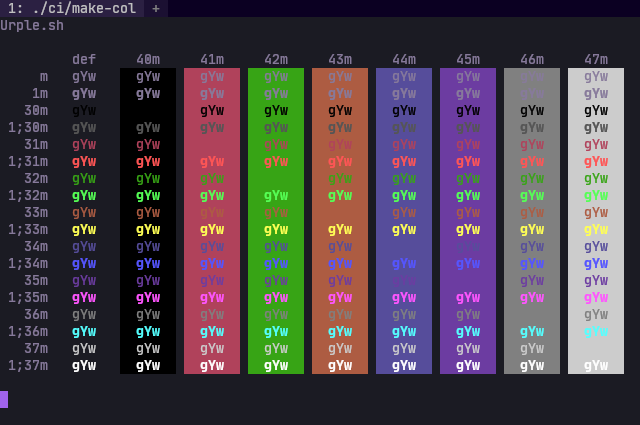 1: ./ci/make-col +
Urple.sh
def 40m 41m 42m 43m 44m 45m 46m 47m
m gYw gYw gYw gYw gYw gYw gYw gYw gYw
1m gYw gYw gYw gYw gYw gYw gYw gYw gYw
30m gYw gYw gYw gYw gYw gYw gYw gYw
1;30m gYw gYw gYw gYw gYw gYw gYw gYw gYw
31m gYw gYw gYw gYw gYw gYw gYw gYw
1;31m gYw gYw gYw gYw gYw gYw gYw gYw gYw
32m gYw gYw gYw gYw gYw gYw gYw gYw
1;32m gYw gYw gYw gYw gYw gYw gYw gYw gYw
33m gYw gYw gYw gYw gYw gYw gYw gYw
1;33m gYw gYw gYw gYw gYw gYw gYw gYw gYw
34m gYw gYw gYw gYw gYw gYw gYw gYw
1;34m gYw gYw gYw gYw gYw gYw gYw gYw gYw
35m gYw gYw gYw gYw gYw gYw gYw gYw
1;35m gYw gYw gYw gYw gYw gYw gYw gYw gYw
36m gYw gYw gYw gYw gYw gYw gYw gYw
1;36m gYw gYw gYw gYw gYw gYw gYw gYw gYw
37m gYw gYw gYw gYw gYw gYw gYw gYw
1;37m gYw gYw gYw gYw gYw gYw gYw gYw gYw